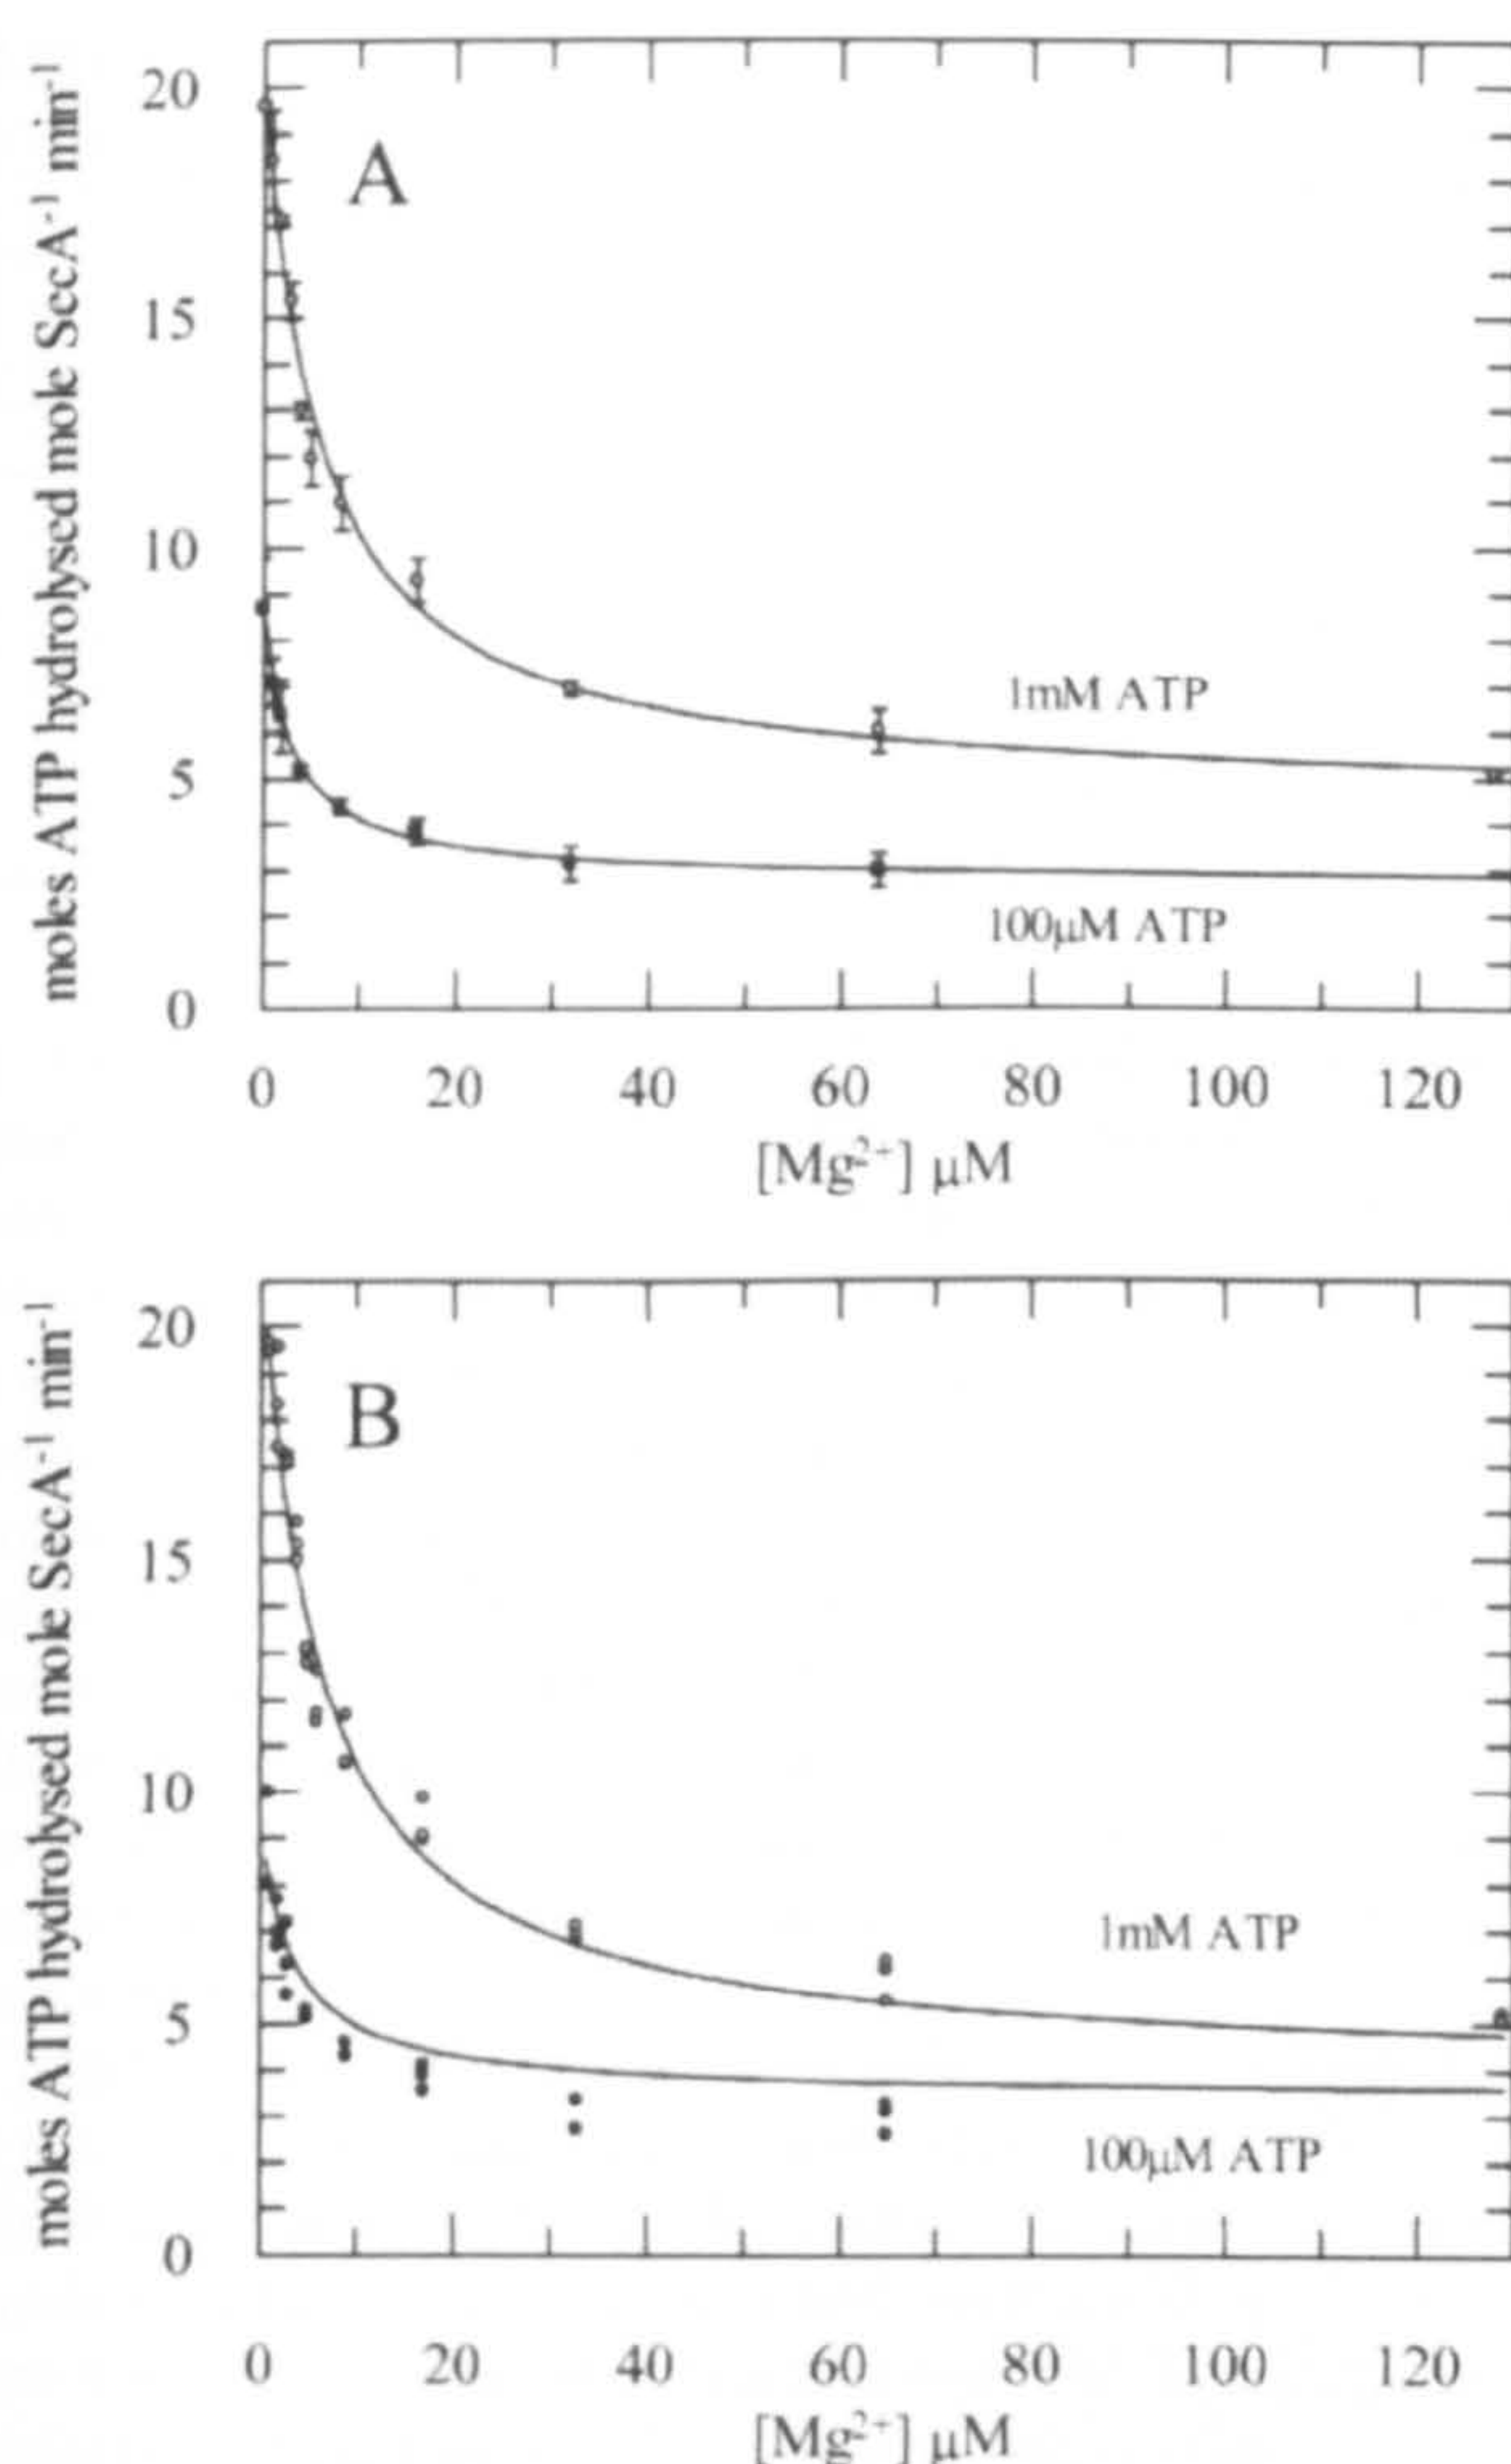 moles ATP hydrolysed mole SecA⁻¹ min⁻¹
20
15
10
5
0
A
1mM ATP
100µM ATP
0 20 40 60 80 100 120
[Mg²⁺] µM
moles ATP hydrolysed mole SecA⁻¹ min⁻¹
20
15
10
5
0
B
1mM ATP
100µM ATP
0 20 40 60 80 100 120
[Mg²⁺] µM